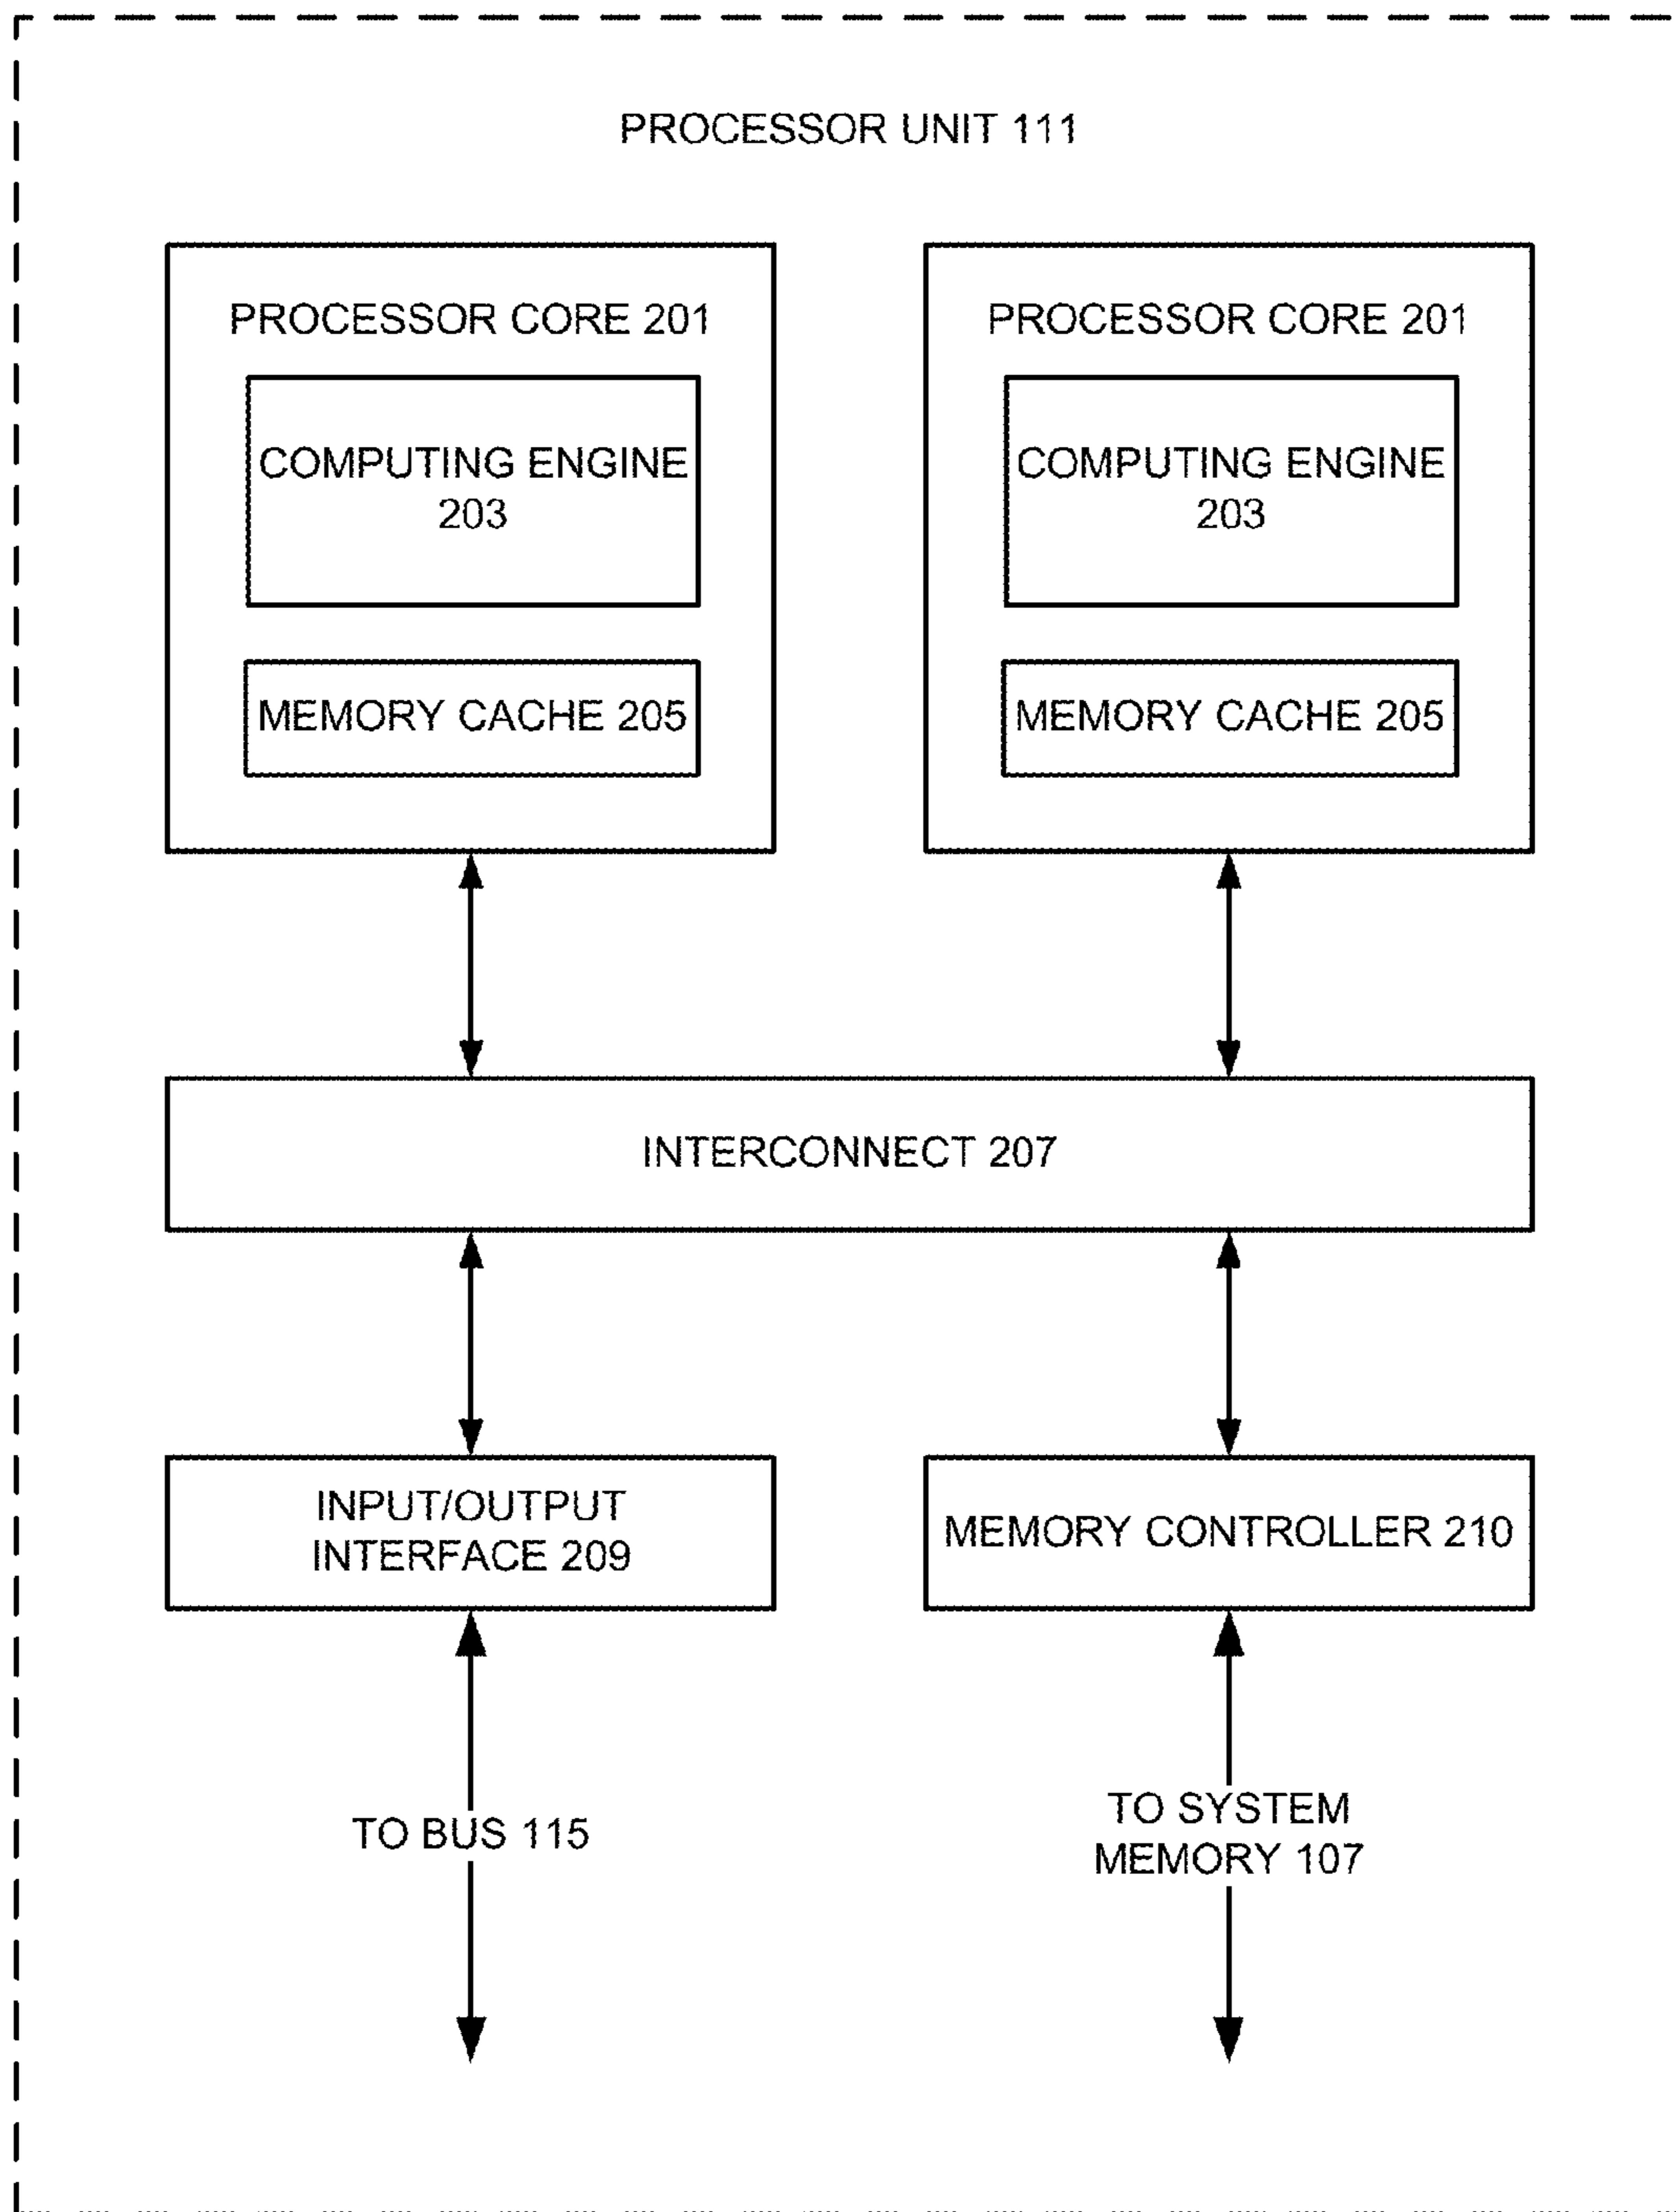 PROCESSOR UNIT 111
PROCESSOR CORE 201
COMPUTING ENGINE
203
MEMORY CACHE 205
PROCESSOR CORE 201
COMPUTING ENGINE
203
MEMORY CACHE 205
INTERCONNECT 207
INPUT/OUTPUT
INTERFACE 209
MEMORY CONTROLLER 210
TO BUS 115
TO SYSTEM
MEMORY 107